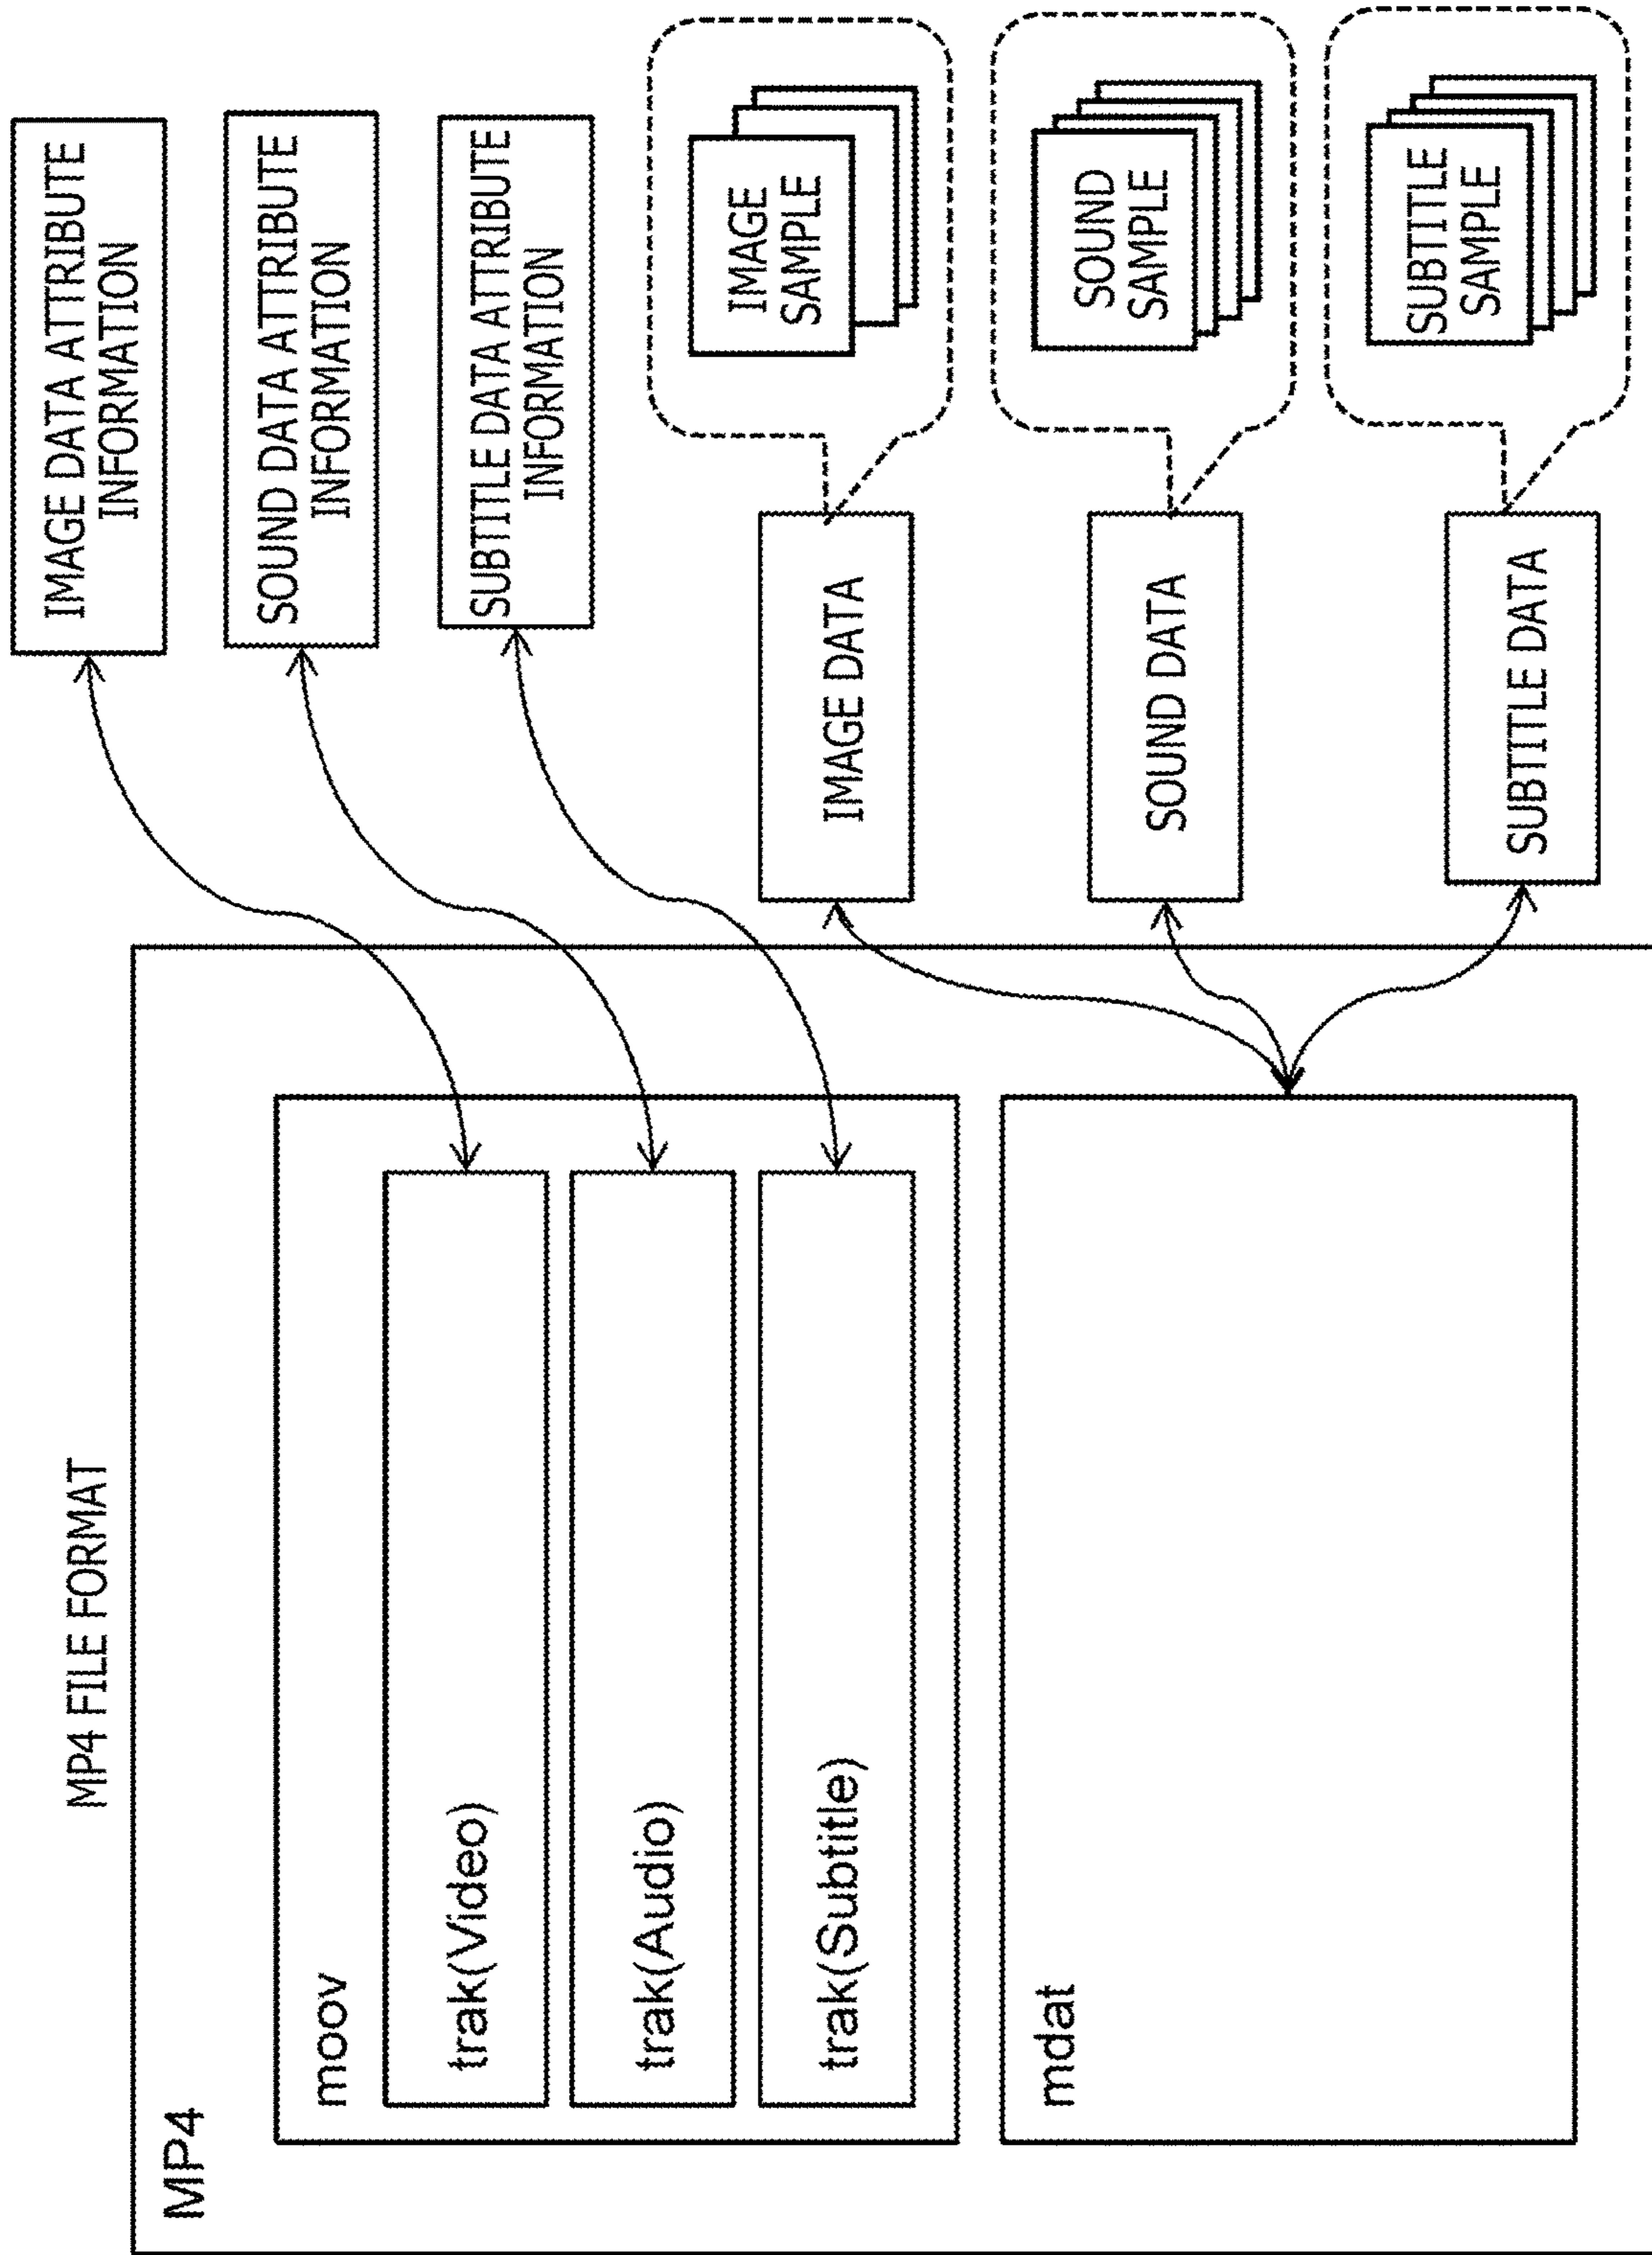 MP4 FILE FORMAT
MP4
moov
trak(Video)
trak(Audio)
trak(Subtitle)
mdat
IMAGE DATA ATTRIBUTE
INFORMATION
SOUND DATA ATTRIBUTE
INFORMATION
SUBTITLE DATA ATTRIBUTE
INFORMATION
IMAGE DATA
IMAGE
SAMPLE
SOUND DATA
SOUND
SAMPLE
SUBTITLE DATA
SUBTITLE
SAMPLE